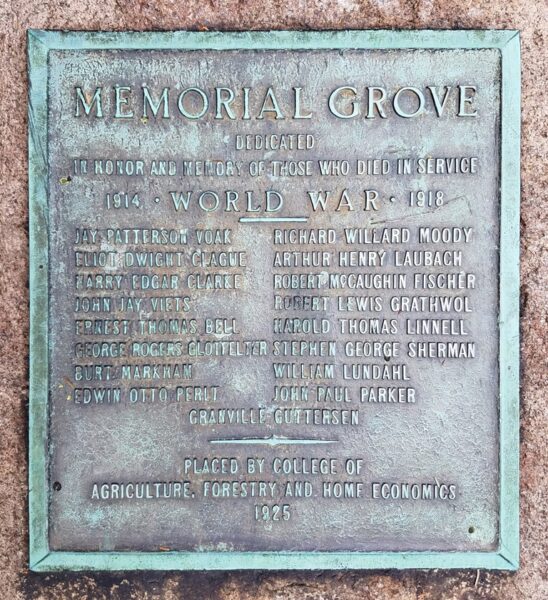 MEMORIAL GROVE
DEDICATED
IN HONOR AND MEMORY OF THOSE WHO DIED IN SERVICE
1914 · WORLD WAR · 1918
JAY PATTERSON VOAK
ELIOT DWIGHT CLAGUE
HARRY EDGAR CLARKE
JOHN JAY VIETS
ERNEST THOMAS BELL
GEORGE ROGERS GLOTFELTER
BURT MARKHAM
EDWIN OTTO PERLT
RICHARD WILLARD MOODY
ARTHUR HENRY LAUBACH
ROBERT McCAUGHIN FISCHER
ROBERT LEWIS GRATHWOL
HAROLD THOMAS LINNELL
STEPHEN GEORGE SHERMAN
WILLIAM LUNDAHL
JOHN PAUL PARKER
GRANVILLE GUTTERSEN
PLACED BY COLLEGE OF
AGRICULTURE, FORESTRY AND HOME ECONOMICS
1925